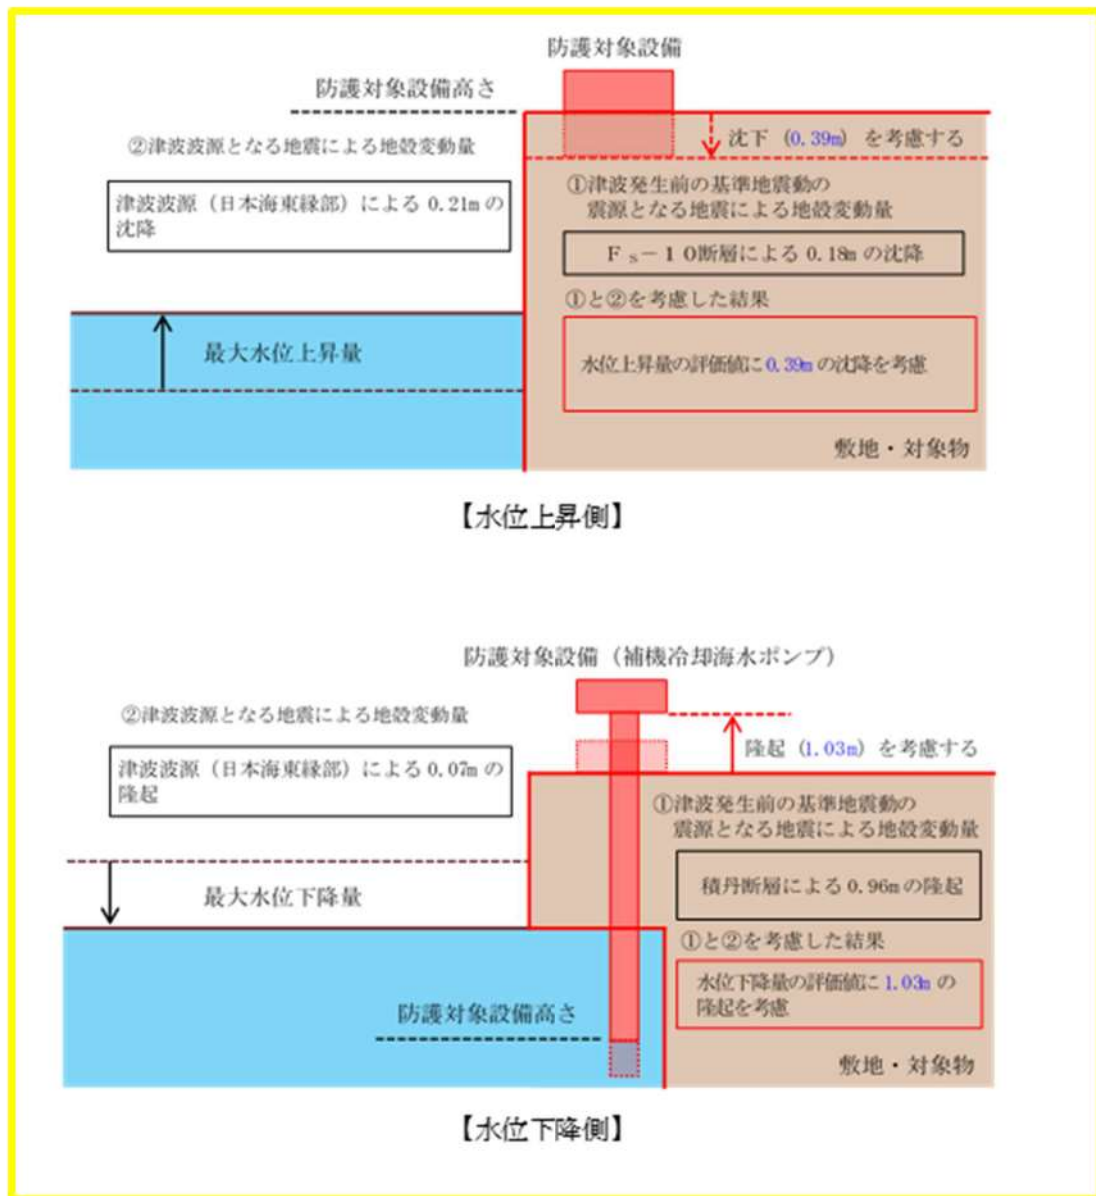 防護対象設備
防護対象設備高さ
②津波波源となる地震による地殻変動量
津波波源（日本海東縁部）による 0.21m の
沈降
沈下（0.39m）を考慮する
①津波発生前の基準地震動の
震源となる地震による地殻変動量
Ｆｓ－１０断層による 0.18m の沈降
①と②を考慮した結果
水位上昇量の評価値に0.39m の沈降を考慮
最大水位上昇量
敷地・対象物
【水位上昇側】
防護対象設備（補機冷却海水ポンプ）
②津波波源となる地震による地殻変動量
津波波源（日本海東縁部）による 0.07m の
隆起
隆起（1.03m）を考慮する
①津波発生前の基準地震動の
震源となる地震による地殻変動量
積丹断層による 0.96m の隆起
最大水位下降量
①と②を考慮した結果
水位下降量の評価値に 1.03m の
隆起を考慮
防護対象設備高さ
敷地・対象物
【水位下降側】